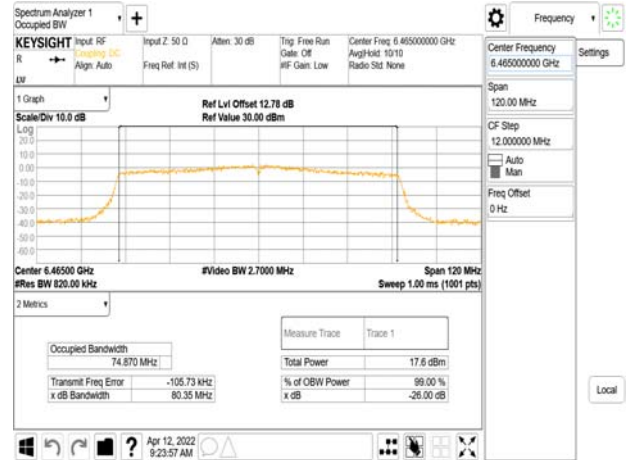 Spectrum Analyzer 1
Occupied BW
KEYSIGHT
R
LV
Input: RF
Coupling: DC
Align: Auto
Input Z: 50 Ω
Freq Ref: Int (S)
Atten: 30 dB
Trig: Free Run
Gate: Off
#IF Gain: Low
Center Freq: 6.465000000 GHz
Avg|Hold: 10/10
Radio Std: None
1 Graph
Scale/Div 10.0 dB
Ref Lvl Offset 12.78 dB
Ref Value 30.00 dBm
Log
20.0
10.0
0.00
-10.0
-20.0
-30.0
-40.0
-50.0
-60.0
Center 6.46500 GHz
#Res BW 820.00 kHz
#Video BW 2.7000 MHz
Span 120 MHz
Sweep 1.00 ms (1001 pts)
2 Metrics
Measure Trace Trace 1
Occupied Bandwidth
74.870 MHz
Total Power 17.6 dBm
Transmit Freq Error -105.73 kHz
% of OBW Power 99.00 %
x dB Bandwidth 80.35 MHz
x dB -26.00 dB
?
Apr 12, 2022
9:23:57 AM
Frequency
Center Frequency
6.465000000 GHz
Settings
Span
120.00 MHz
CF Step
12.000000 MHz
Auto
Man
Freq Offset
0 Hz
Local